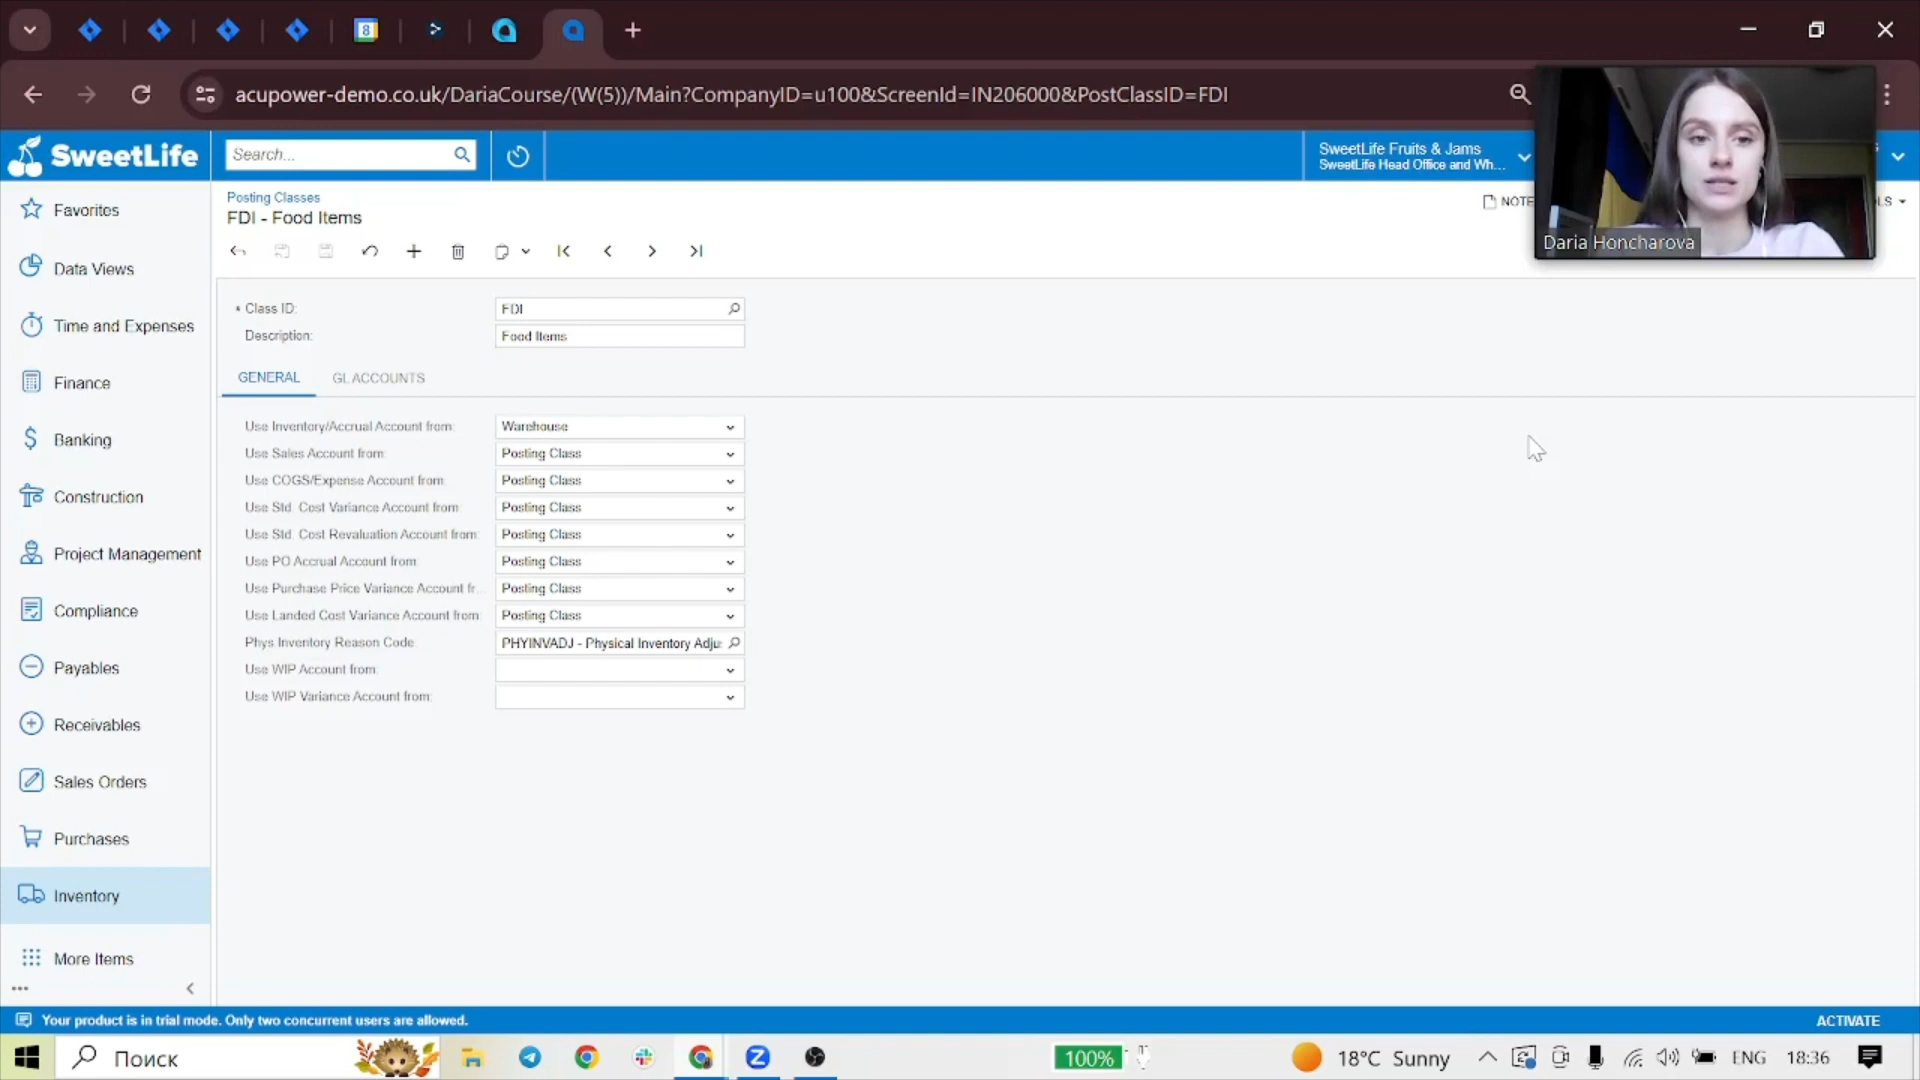 acupower-demo.co.uk/DariaCourse/(W(5))/Main?CompanyID=u100&ScreenId=IN206000&PostClassID=FDI
SweetLife
Search...
SweetLife Fruits & Jams
SweetLife Head Office and Wh...
Daria Honcharova
Favorites
Data Views
Time and Expenses
Finance
Banking
Construction
Project Management
Compliance
Payables
Receivables
Sales Orders
Purchases
Inventory
More Items
Posting Classes
FDI - Food Items
NOTE
LS
* Class ID: FDI
Description: Food Items
GENERAL GL ACCOUNTS
Use Inventory/Accrual Account from: Warehouse
Use Sales Account from: Posting Class
Use COGS/Expense Account from: Posting Class
Use Std. Cost Variance Account from: Posting Class
Use Std. Cost Revaluation Account from: Posting Class
Use PO Accrual Account from: Posting Class
Use Purchase Price Variance Account fr... Posting Class
Use Landed Cost Variance Account from: Posting Class
Phys.Inventory Reason Code: PHYINVADJ - Physical Inventory Adju
Use WIP Account from:
Use WIP Variance Account from:
Your product is in trial mode. Only two concurrent users are allowed. ACTIVATE
Поиск
100%
18°C Sunny
ENG
18:36